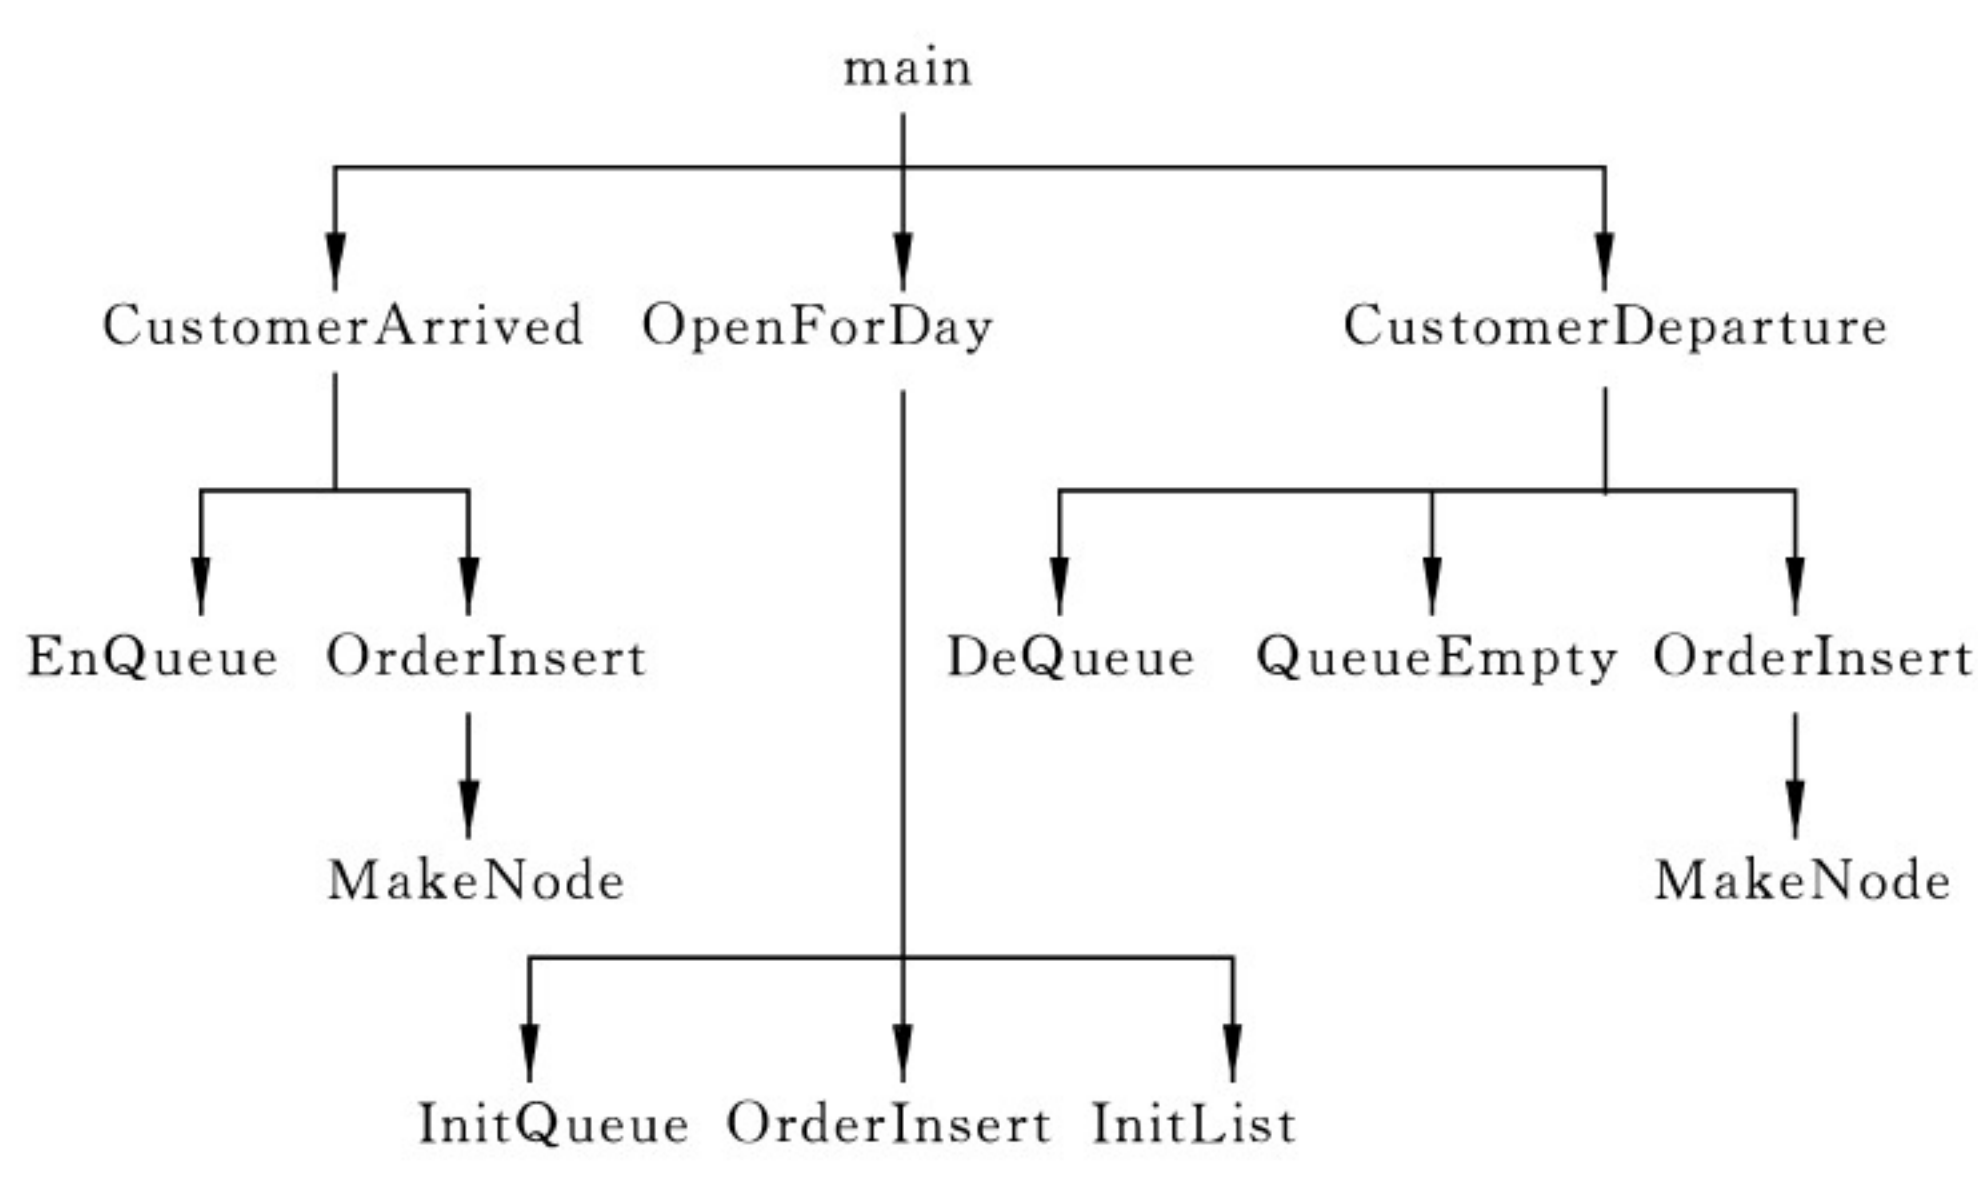 main
CustomerArrived OpenForDay CustomerDeparture
EnQueue OrderInsert DeQueue QueueEmpty OrderInsert
MakeNode MakeNode
InitQueue OrderInsert InitList